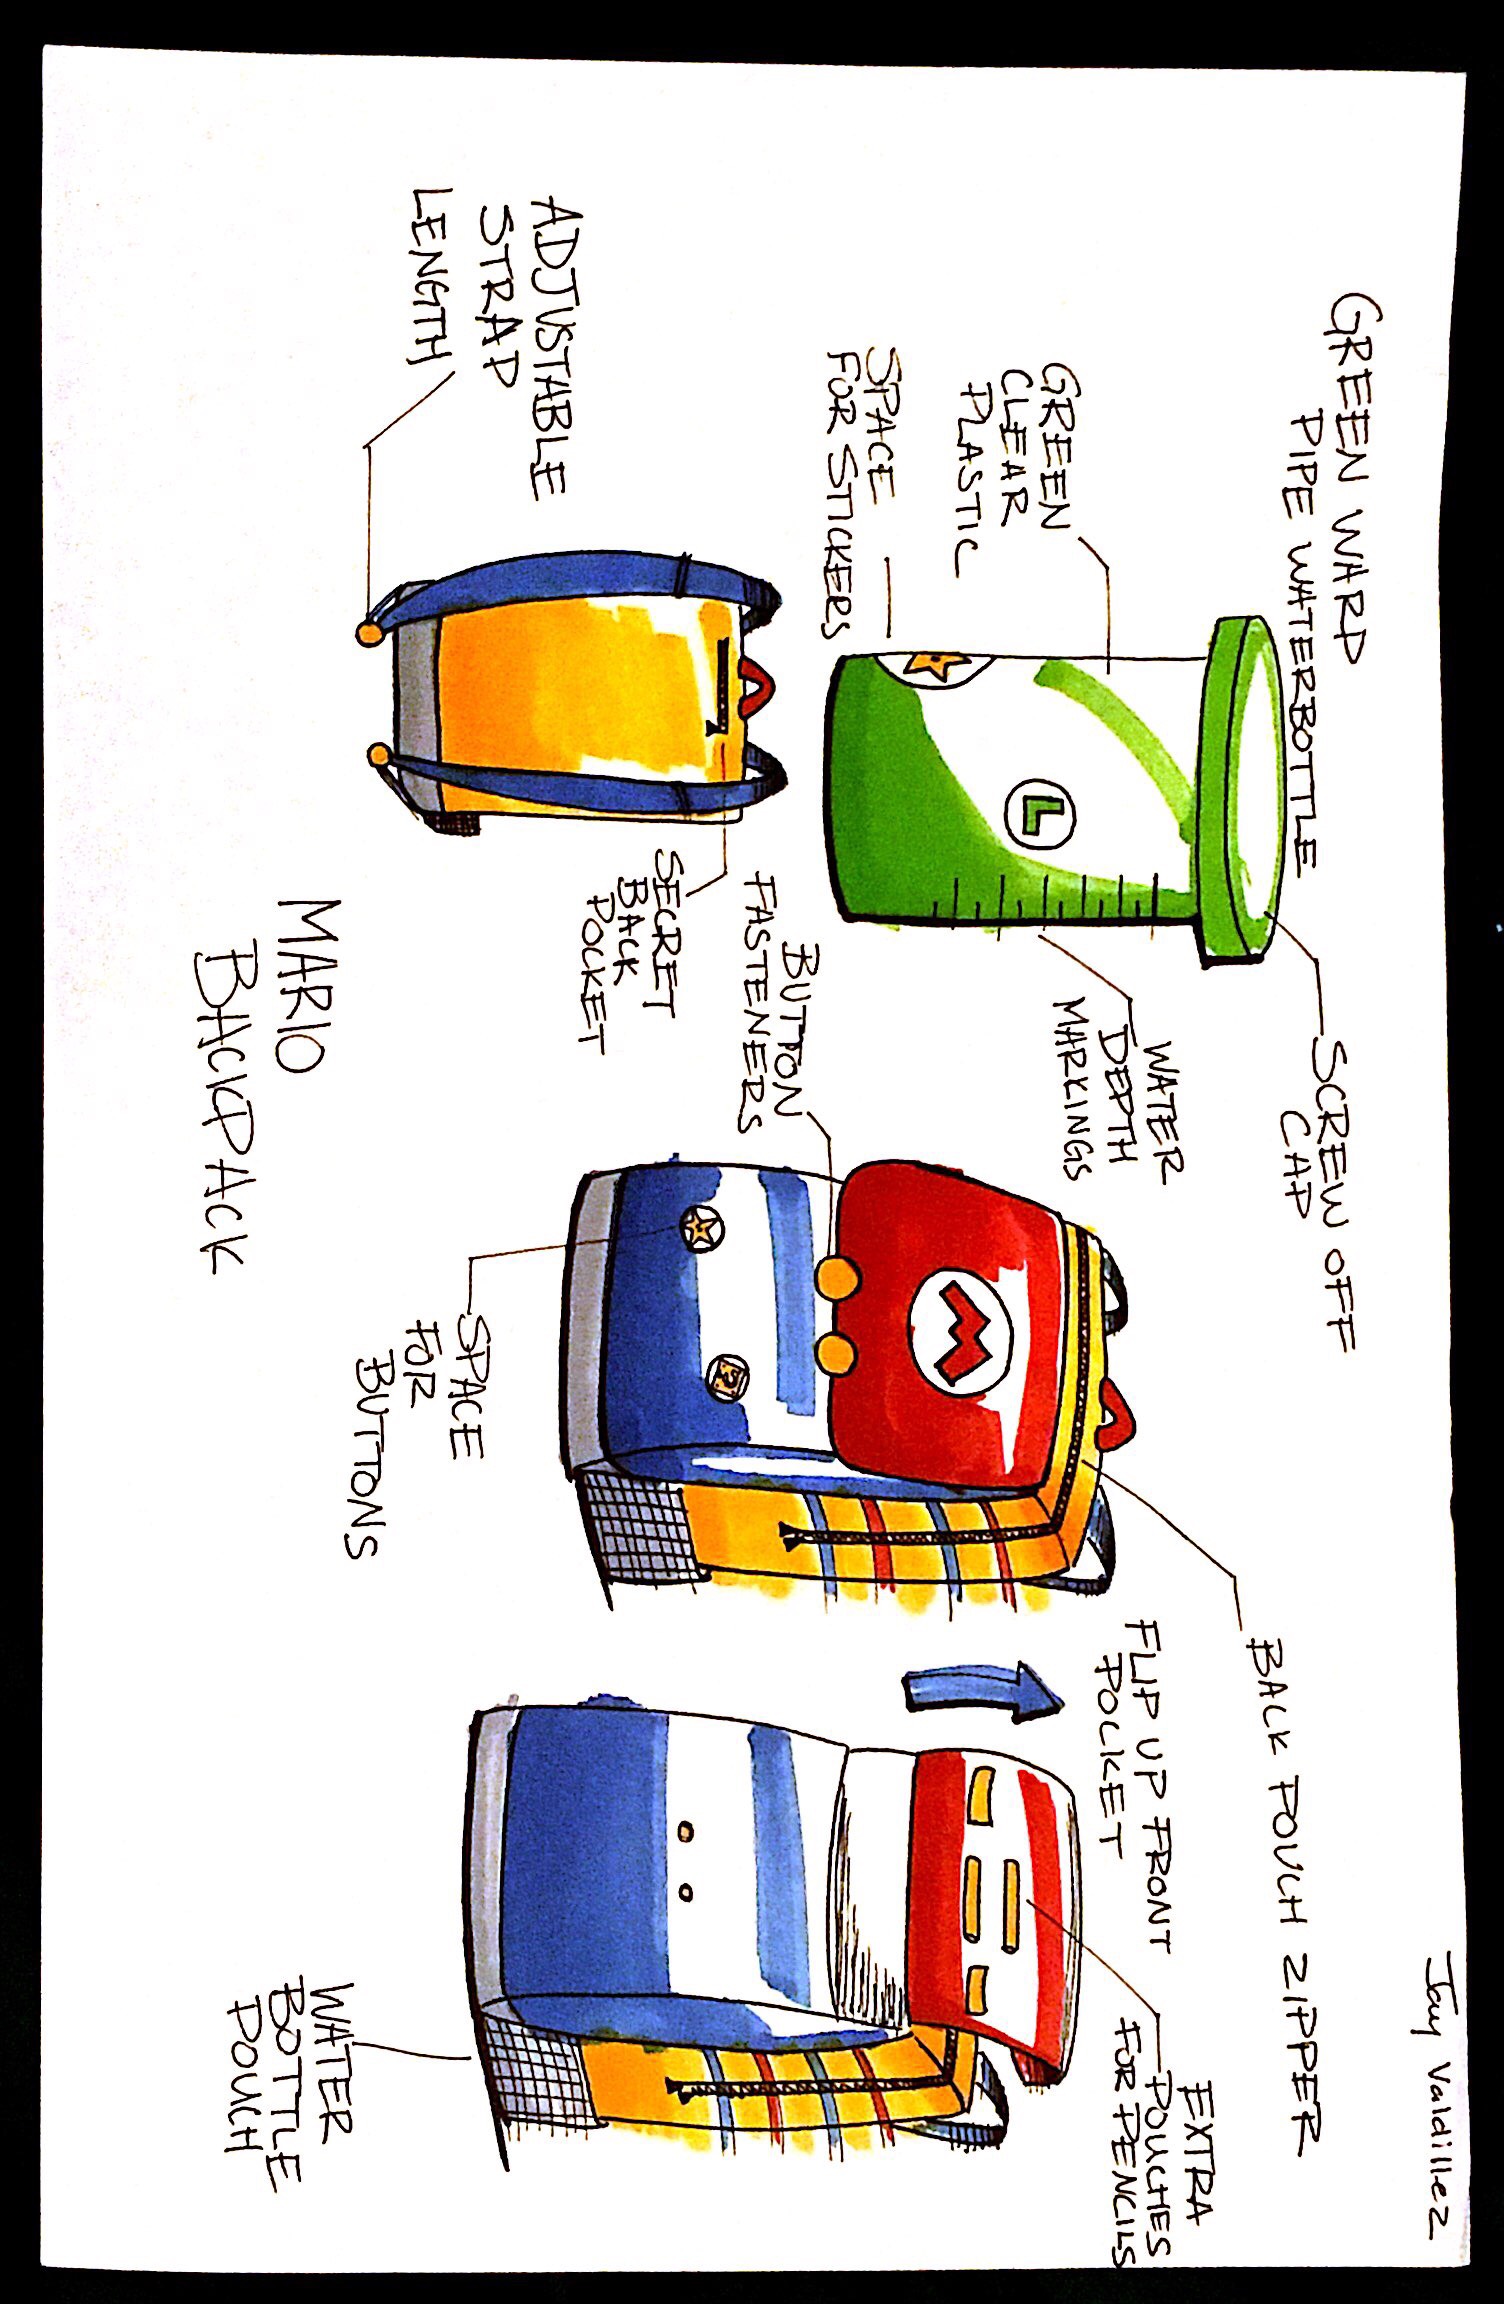 Jay Valdillez
GREEN WARP
PIPE WATERBOTTLE
SCREW OFF
CAP
BACK POUCH ZIPPER
GREEN
CLEAR
PLASTIC
SPACE
FOR STICKERS
L
WATER
DEPTH
MARKINGS
FLIP UP FRONT
POCKET
EXTRA
POUCHES
FOR PENCILS
BUTTON
FASTENERS
M
?
ADJUSTABLE
STRAP
LENGTH
SECRET
BACK
POCKET
SPACE
FOR
BUTTONS
MARIO
BACKPACK
WATER
BOTTLE
POUCH